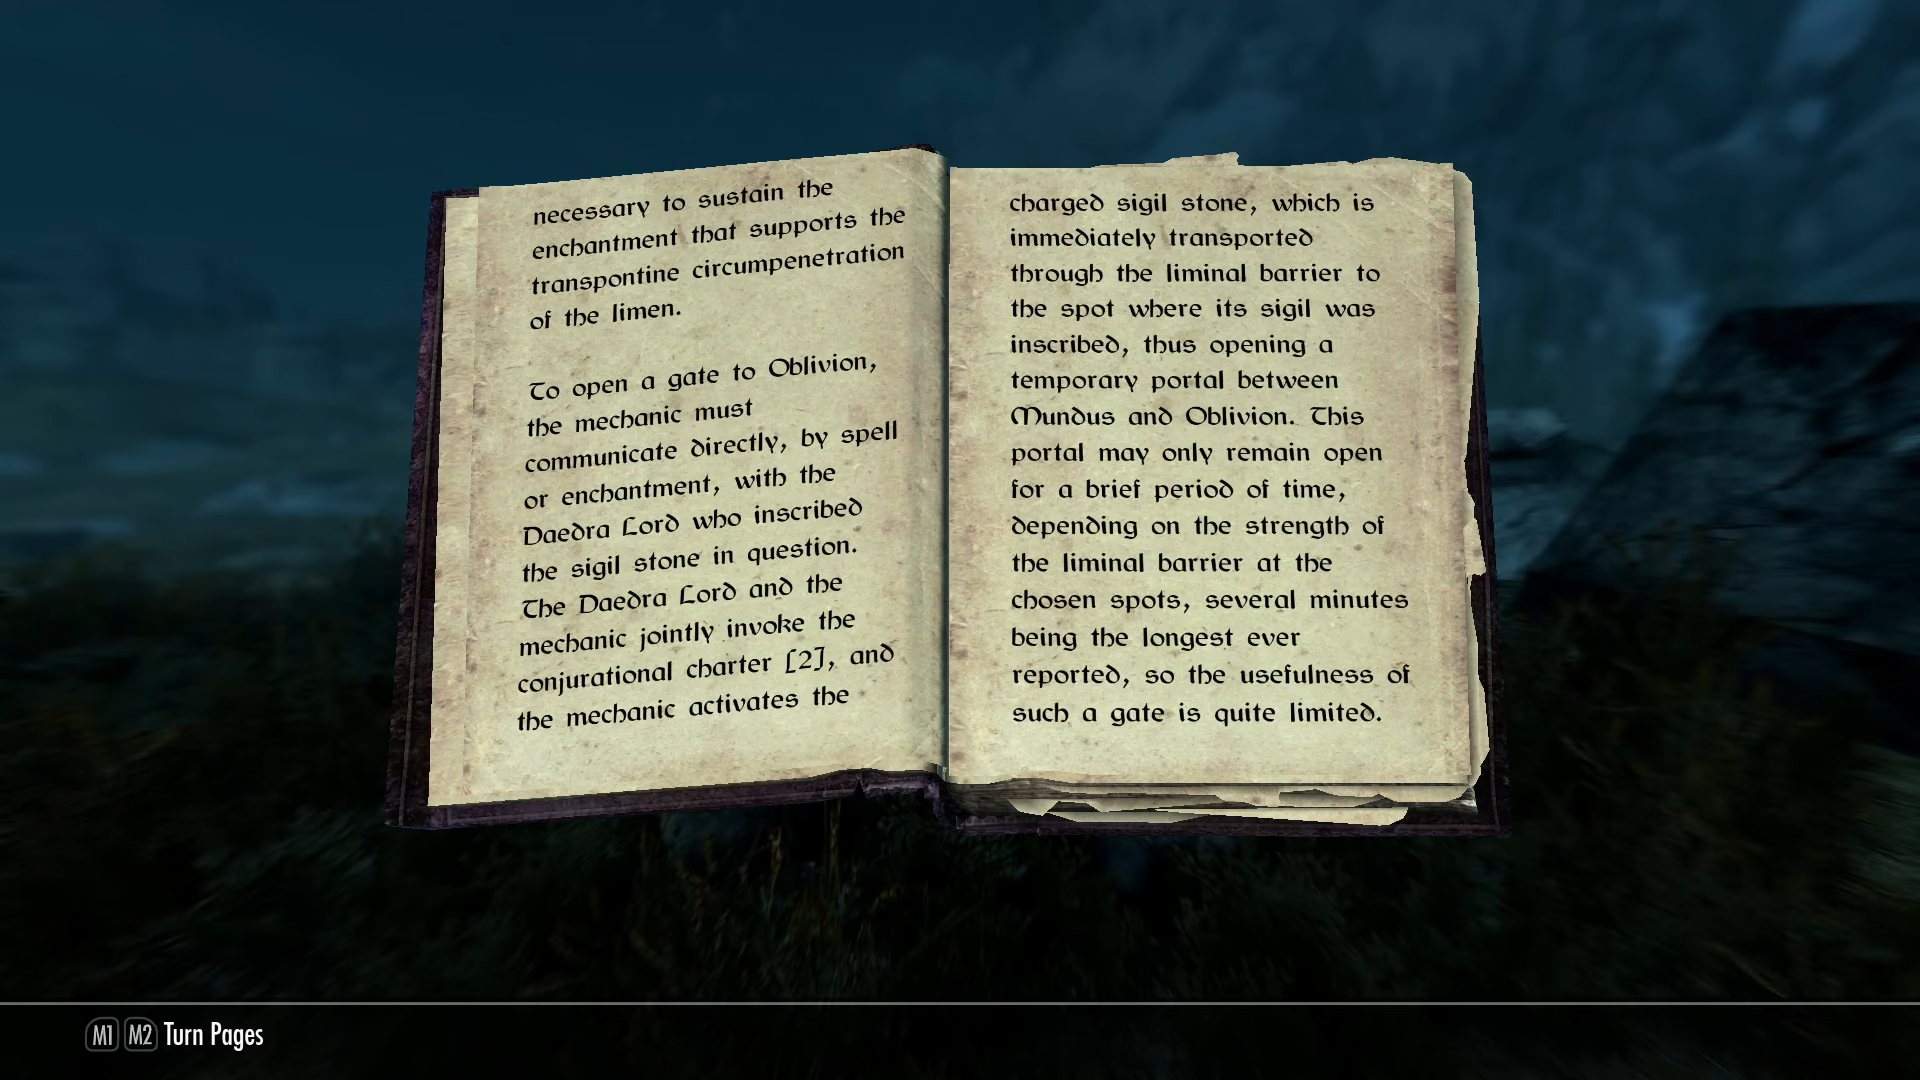 necessary to sustain the
enchantment that supports the
transpontine circumpenetration
of the limen.
To open a gate to Oblivion,
the mechanic must
communicate directly, by spell
or enchantment, with the
Daedra Lord who inscribed
the sigil stone in question.
The Daedra Lord and the
mechanic jointly invoke the
conjurational charter [2], and
the mechanic activates the
charged sigil stone, which is
immediately transported
through the liminal barrier to
the spot where its sigil was
inscribed, thus opening a
temporary portal between
Mundus and Oblivion. This
portal may only remain open
for a brief period of time,
depending on the strength of
the liminal barrier at the
chosen spots, several minutes
being the longest ever
reported, so the usefulness of
such a gate is quite limited.
M1 M2 Turn Pages